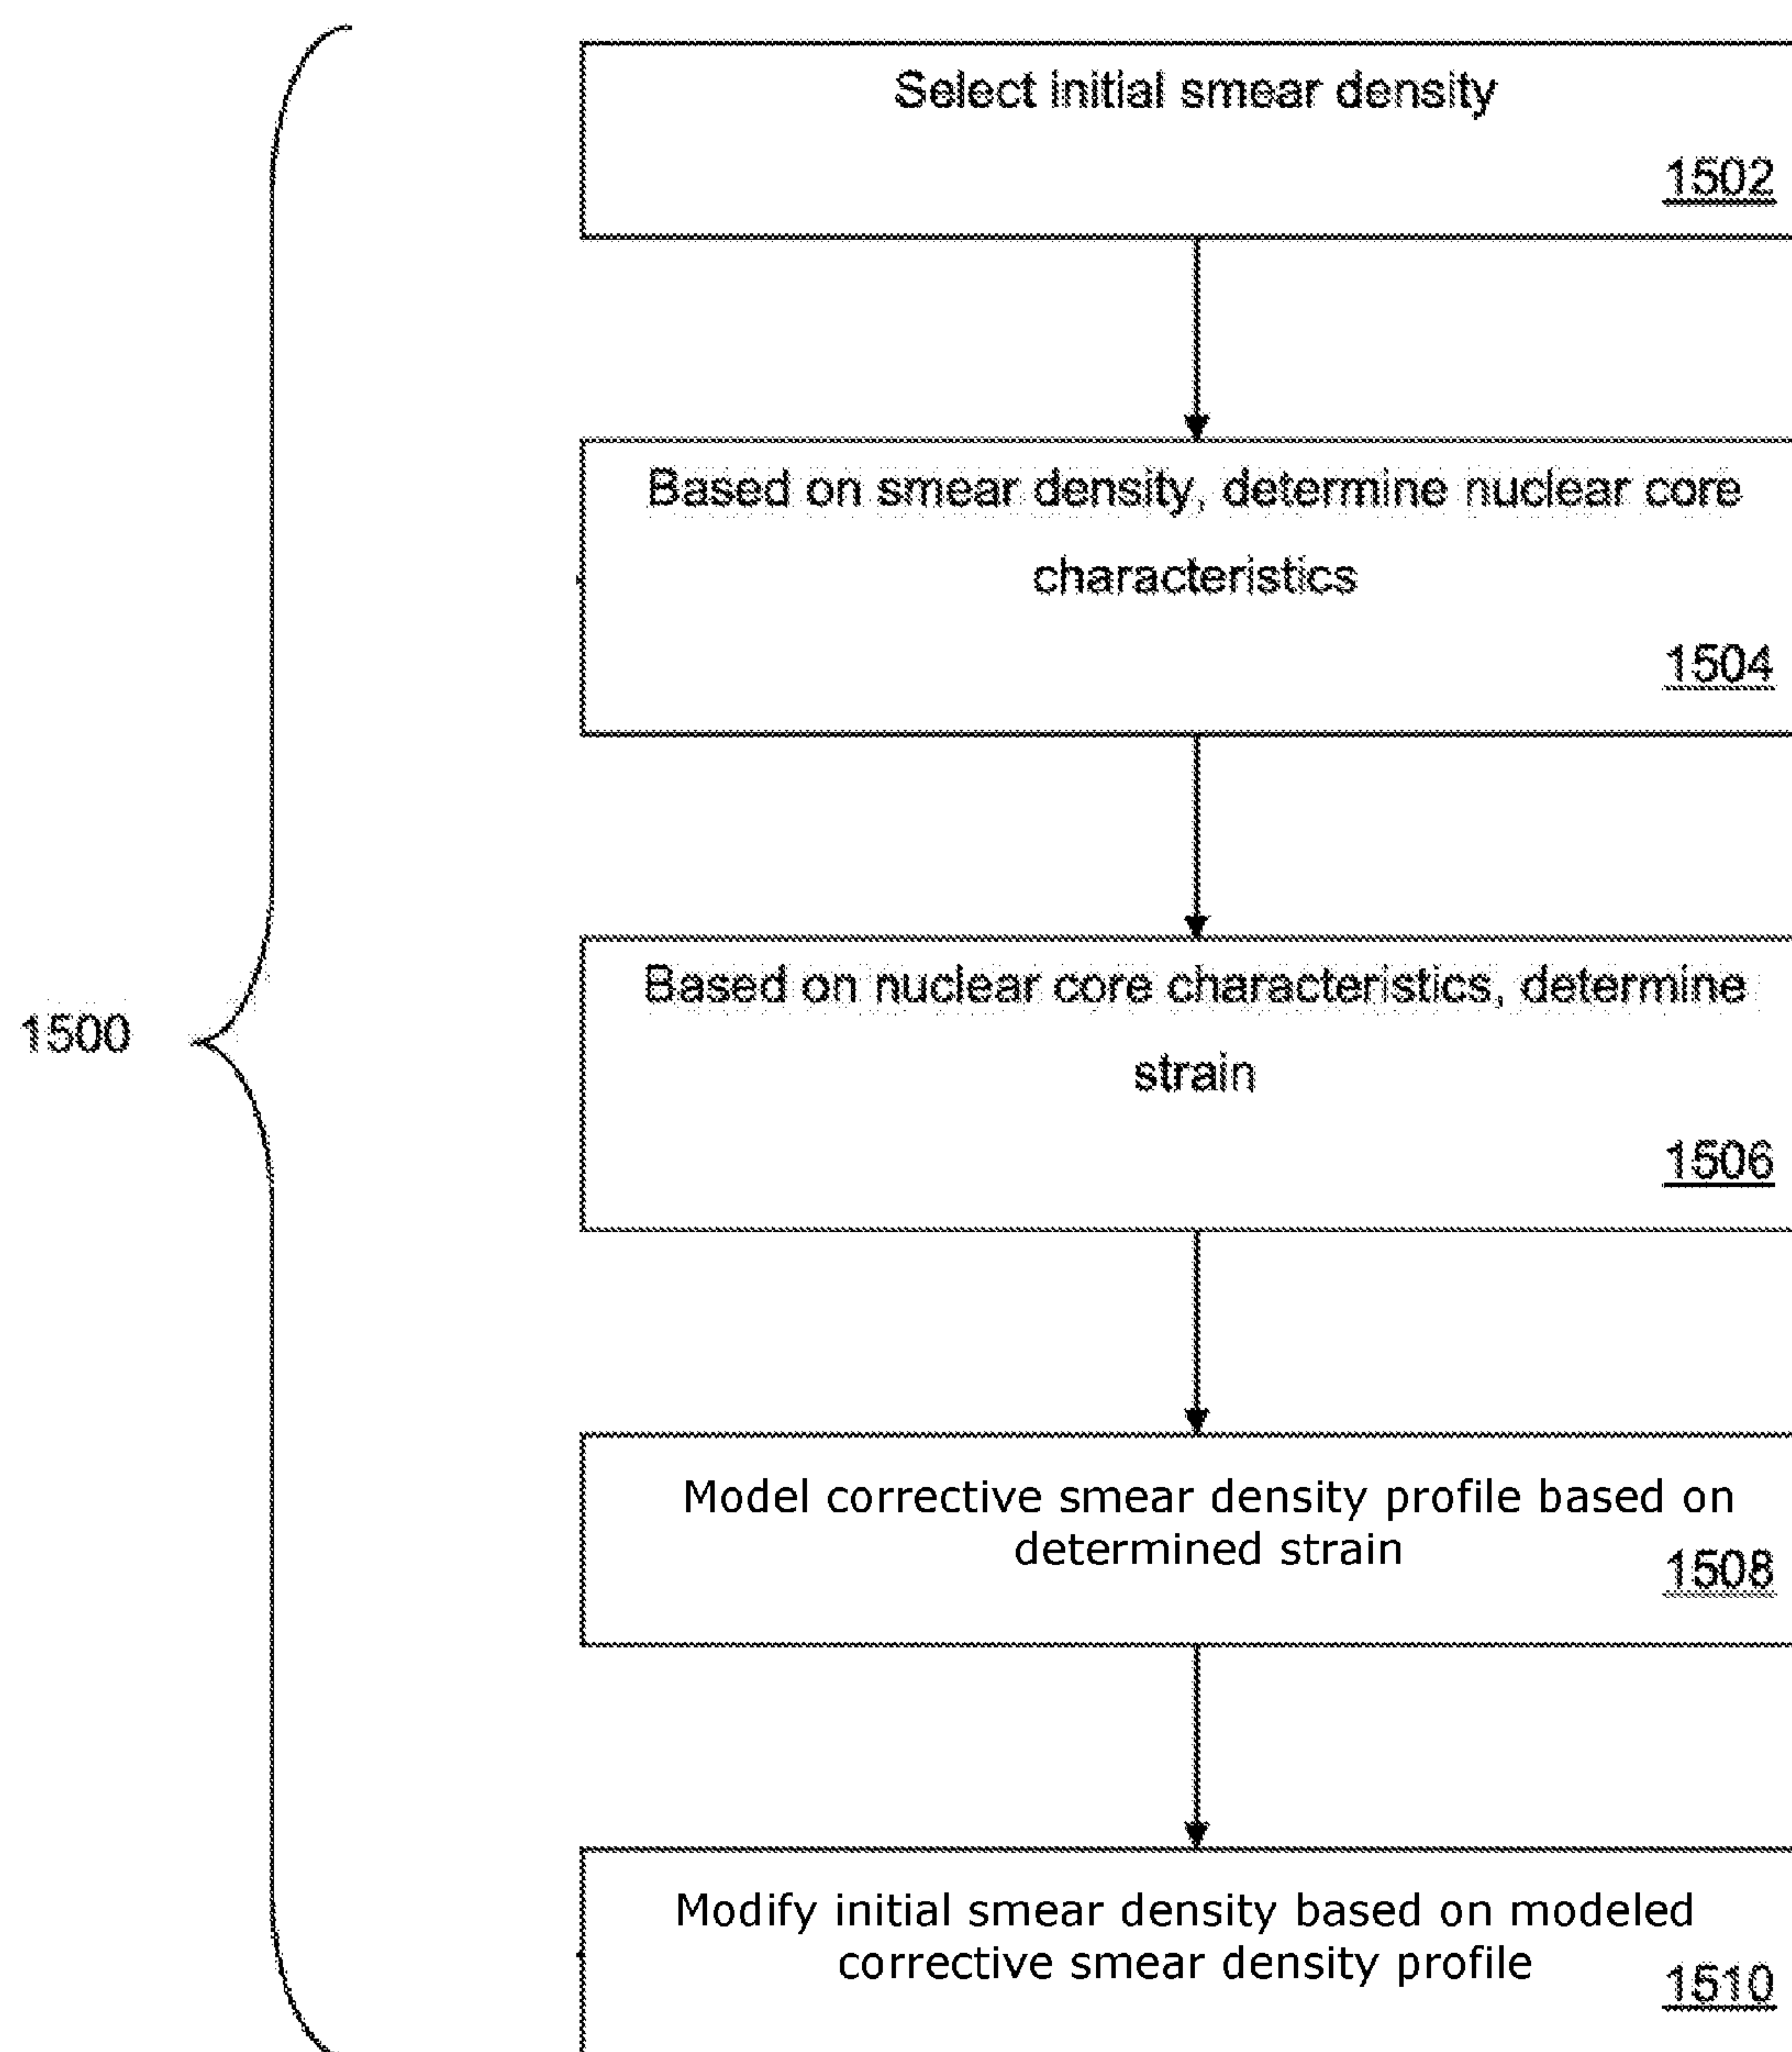 Select initial smear density
1502
Based on smear density, determine nuclear core
characteristics
1504
Based on nuclear core characteristics, determine
strain
1506
1500
Model corrective smear density profile based on
determined strain
1508
Modify initial smear density based on modeled
corrective smear density profile
1510